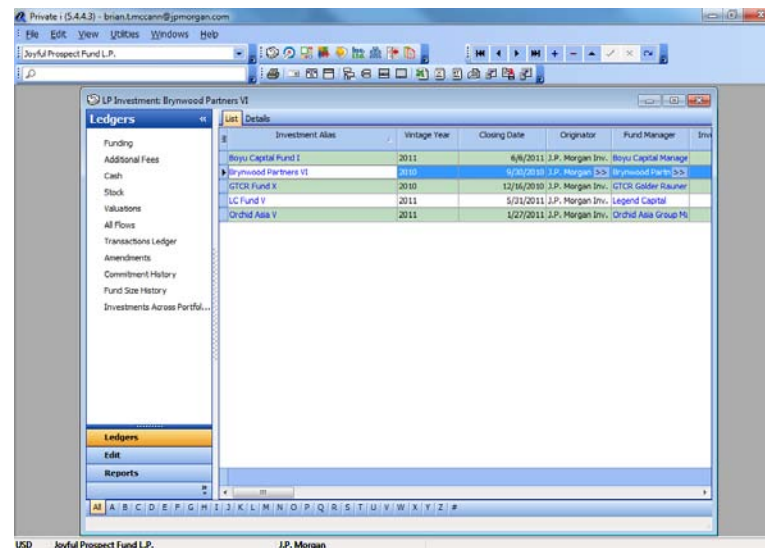 Private i (5.4.4.3) - brian.t.mccann@jpmorgan.com
File Edit View Utilities Windows Help
Joyful Prospect Fund L.P.
LP Investment: Brynwood Partners VI
Ledgers «
List Details
Investment Alias Vintage Year Closing Date Originator Fund Manager Inv
Boyu Capital Fund I 2011 6/6/2011 J.P. Morgan Inv. Boyu Capital Manage
Brynwood Partners VI 2010 9/30/2010 J.P. Morgan >> Brynwood Partn >>
GTCR Fund X 2010 12/16/2010 J.P. Morgan Inv. GTCR Golder Rauner
LC Fund V 2011 5/31/2011 J.P. Morgan Inv. Legend Capital
Orchid Asia V 2011 1/27/2011 J.P. Morgan Inv. Orchid Asia Group Ma
Funding
Additional Fees
Cash
Stock
Valuations
All Flows
Transactions Ledger
Amendments
Commitment History
Fund Size History
Investments Across Portfol...
Ledgers
Edit
Reports
All A B C D E F G H I J K L M N O P Q R S T U V W X Y Z #
USD Joyful Prospect Fund L.P. J.P. Morgan